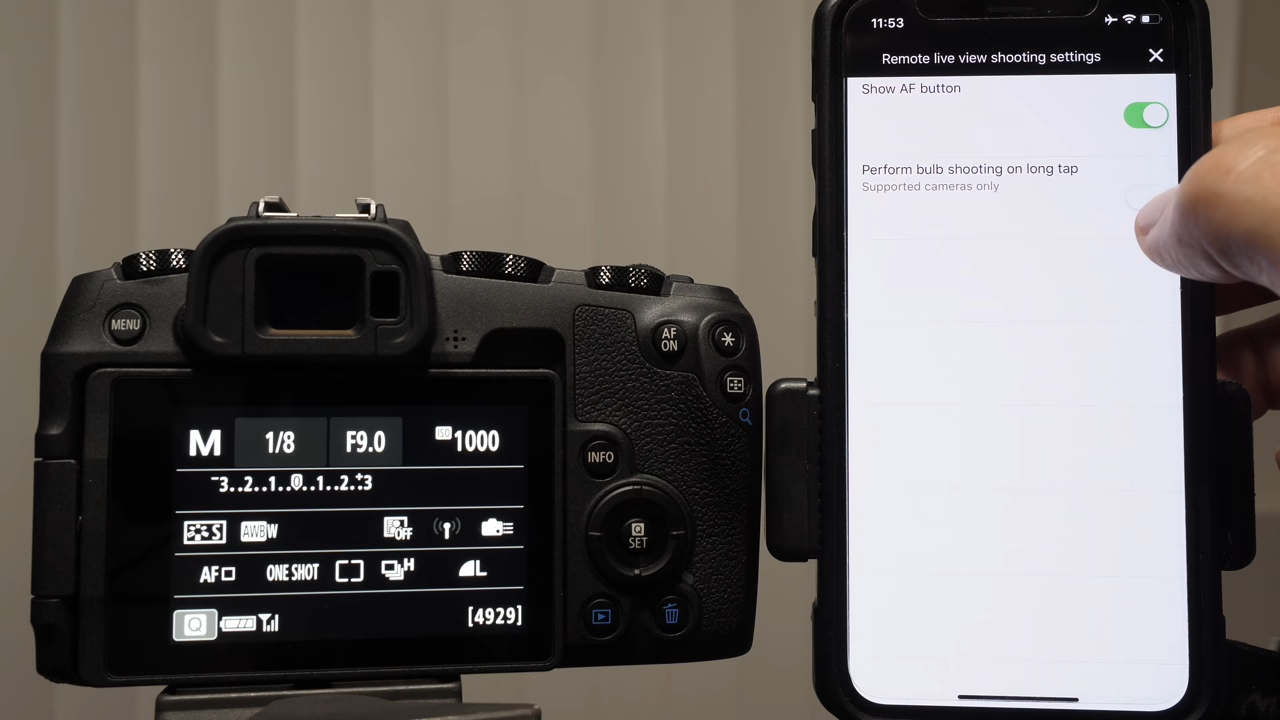 11:53
Remote live view shooting settings
Show AF button
Perform bulb shooting on long tap
Supported cameras only
MENU
AF
ON
INFO
Q
SET
M 1/8 F9.0 ISO 1000
-3..2..1..0..1..2..+3
S AWBW OFF
AF ONE SHOT H L
Q [4929]